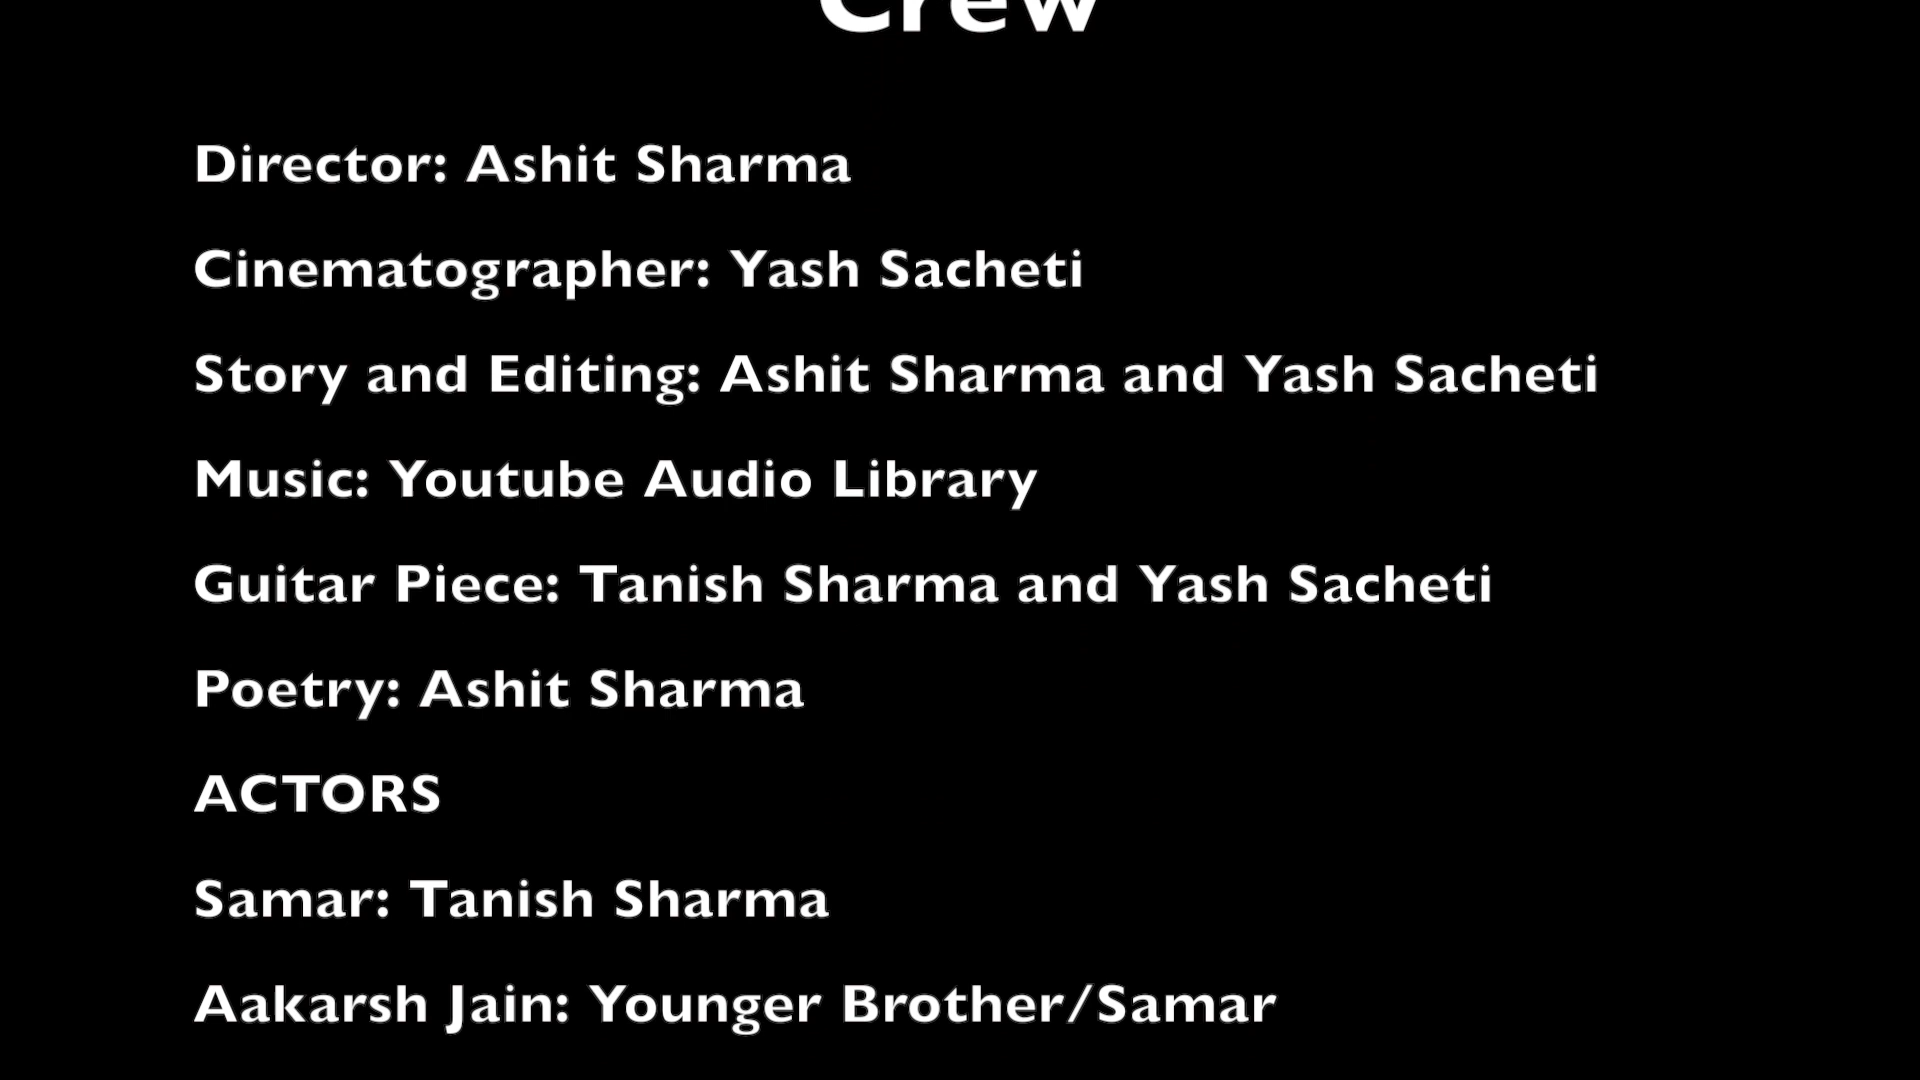 Crew
Director: Ashit Sharma
Cinematographer: Yash Sacheti
Story and Editing: Ashit Sharma and Yash Sacheti
Music: Youtube Audio Library
Guitar Piece: Tanish Sharma and Yash Sacheti
Poetry: Ashit Sharma
ACTORS
Samar: Tanish Sharma
Aakarsh Jain: Younger Brother/Samar